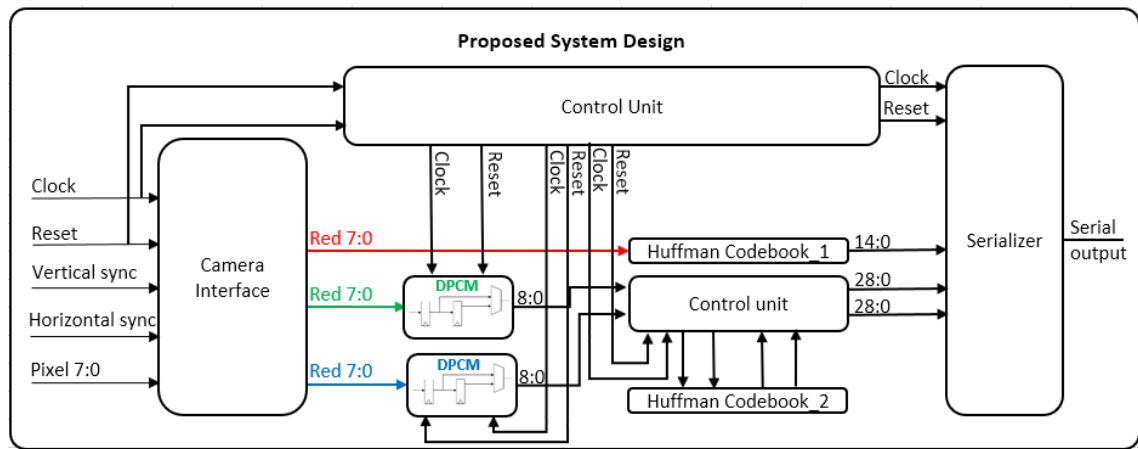 Proposed System Design
Control Unit
Clock
Reset
Clock
Reset
Clock
Reset
Clock
Reset
Clock
Reset
Vertical sync
Horizontal sync
Pixel 7:0
Camera
Interface
Red 7:0
Red 7:0
Red 7:0
DPCM
8:0
DPCM
8:0
Huffman Codebook_1
14:0
Control unit
28:0
28:0
Huffman Codebook_2
Serializer
Serial
output